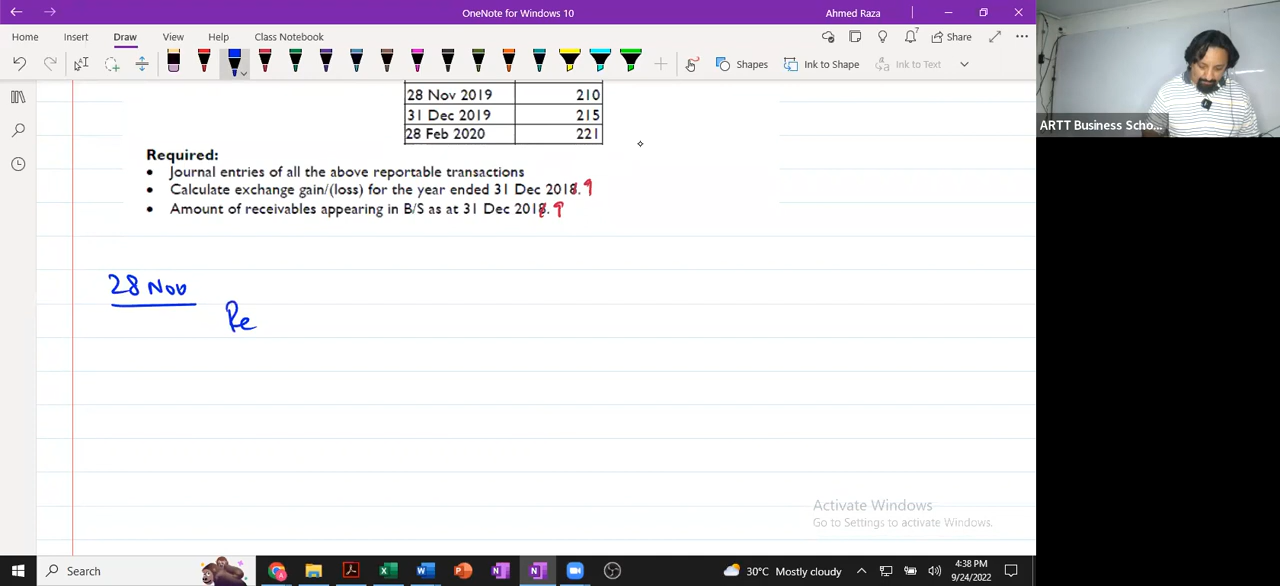 OneNote for Windows 10
Ahmed Raza
Home Insert Draw View Help Class Notebook
Share
Shapes Ink to Shape Ink to Text
28 Nov 2019 210
31 Dec 2019 215
28 Feb 2020 221
Required:
• Journal entries of all the above reportable transactions
• Calculate exchange gain/(loss) for the year ended 31 Dec 2018. 9
• Amount of receivables appearing in B/S as at 31 Dec 2018. 9
28 Nov
Re
ARTT Business Scho...
Activate Windows
Go to Settings to activate Windows.
Search
30°C Mostly cloudy
4:38 PM
9/24/2022